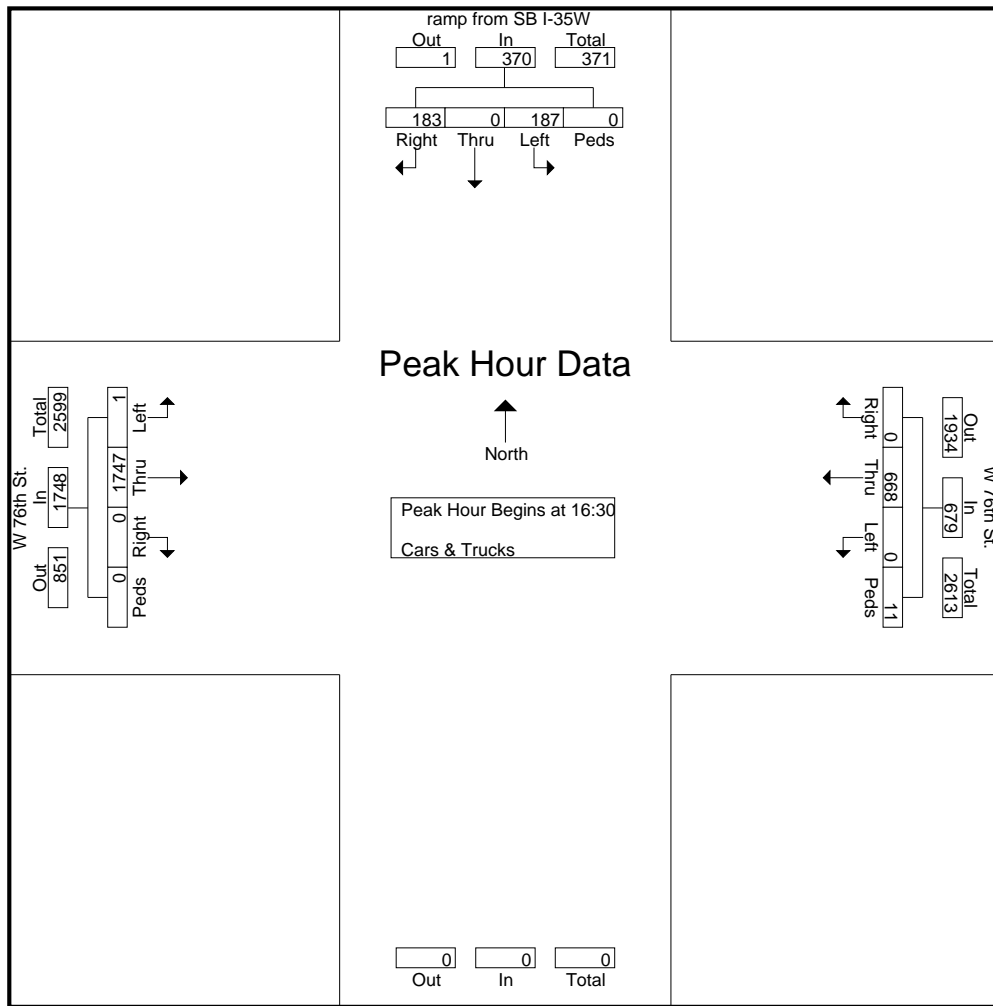 ramp from SB I-35W
Out In Total
1 370 371
183 0 187 0
Right Thru Left Peds
Peak Hour Data
North
Peak Hour Begins at 16:30
Cars & Trucks
W 76th St.
Out In Total
851 1748 2599
Left Thru Right Peds
1 1747 0 0
W 76th St.
Out In Total
1934 679 2613
Right Thru Left Peds
0 668 0 11
0 0 0
Out In Total